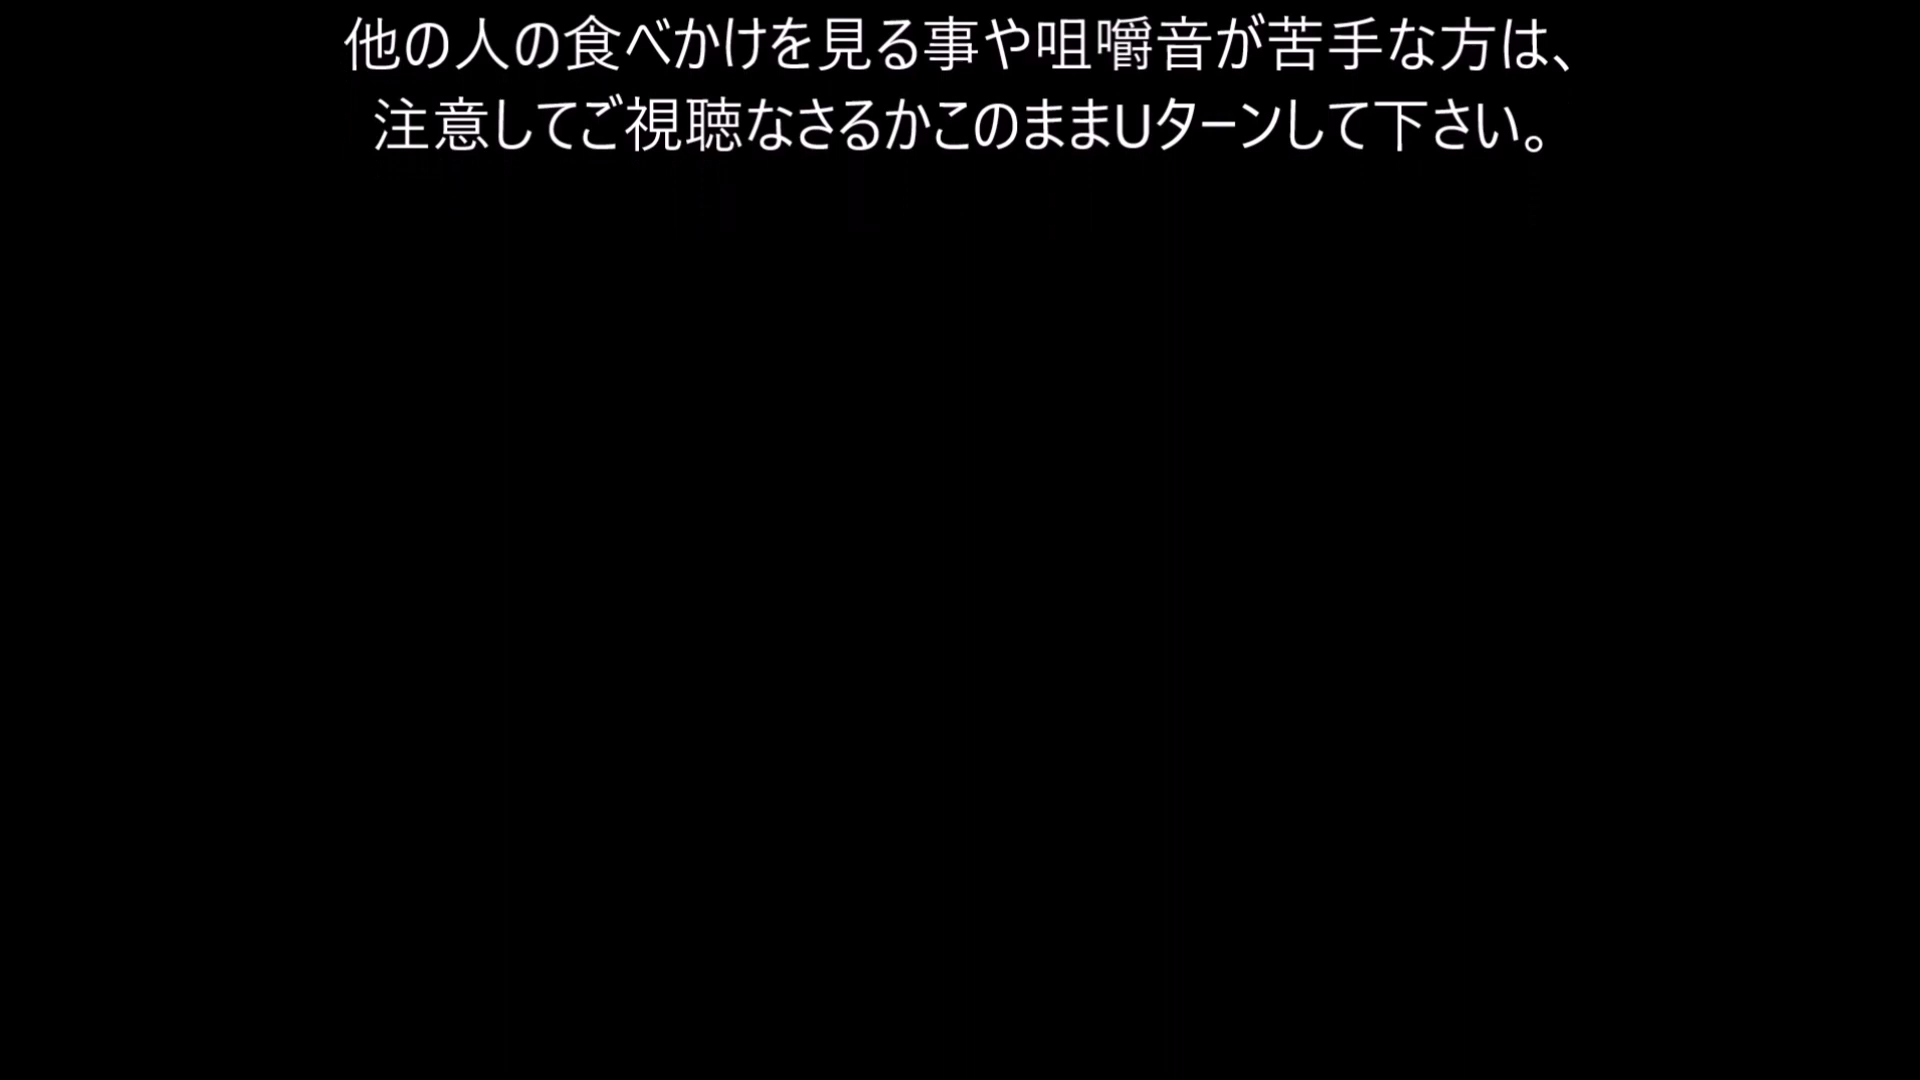 他の人の食べかけを見る事や咀嚼音が苦手な方は、
注意してご視聴なさるかこのままUターンして下さい。